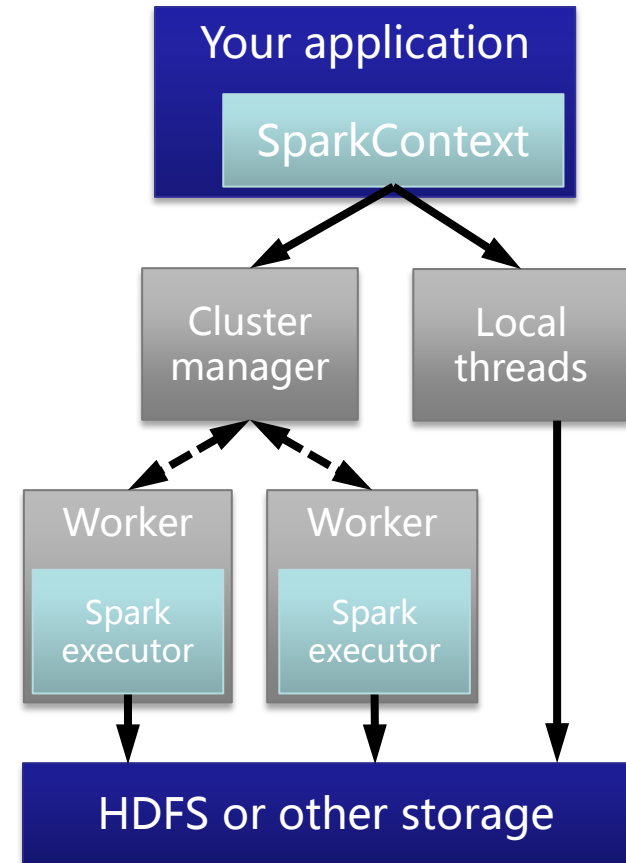 Your application
SparkContext
Cluster
manager
Local
threads
Worker
Spark
executor
Worker
Spark
executor
HDFS or other storage